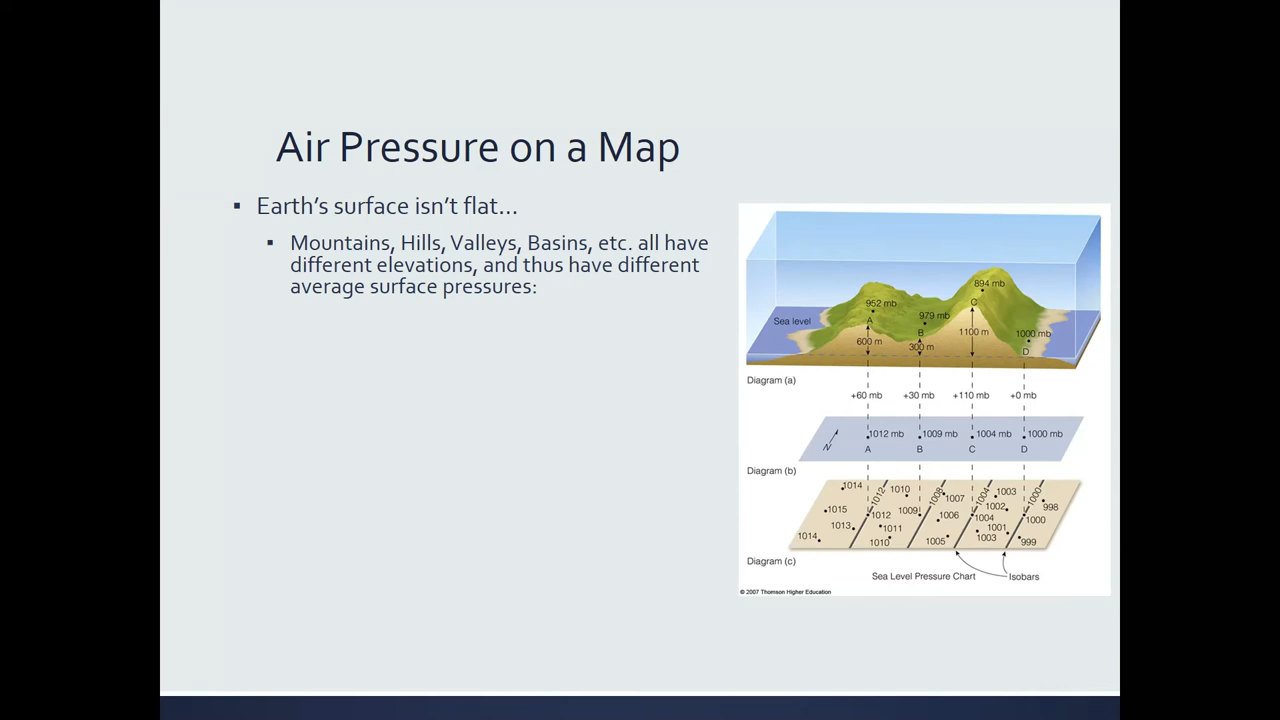 Air Pressure on a Map
▪ Earth’s surface isn’t flat…
▪ Mountains, Hills, Valleys, Basins, etc. all have
different elevations, and thus have different
average surface pressures:
894 mb
952 mb
C
979 mb
Sea level
A
B
1100 m
1000 mb
600 m
300 m
D
Diagram (a)
+60 mb
+30 mb
+110 mb
+0 mb
N
1012 mb
1009 mb
1004 mb
1000 mb
A
B
C
D
Diagram (b)
1014
1012
1010
1008
1007
1004
1003
1000
1015
1012
1009
1006
1004
1002
998
1013
1011
1001
1000
1014
1010
1005
1003
999
Diagram (c)
Sea Level Pressure Chart
Isobars
© 2007 Thomson Higher Education